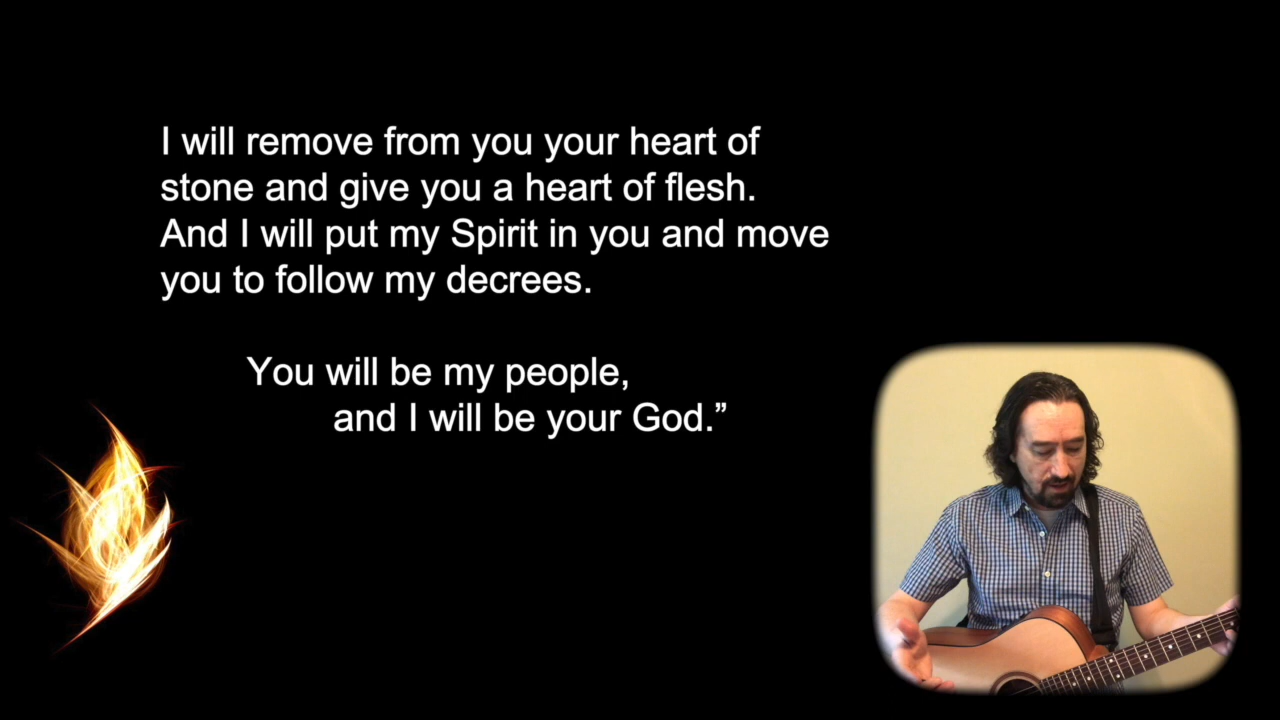 I will remove from you your heart of
stone and give you a heart of flesh.
And I will put my Spirit in you and move
you to follow my decrees.
You will be my people,
and I will be your God.”